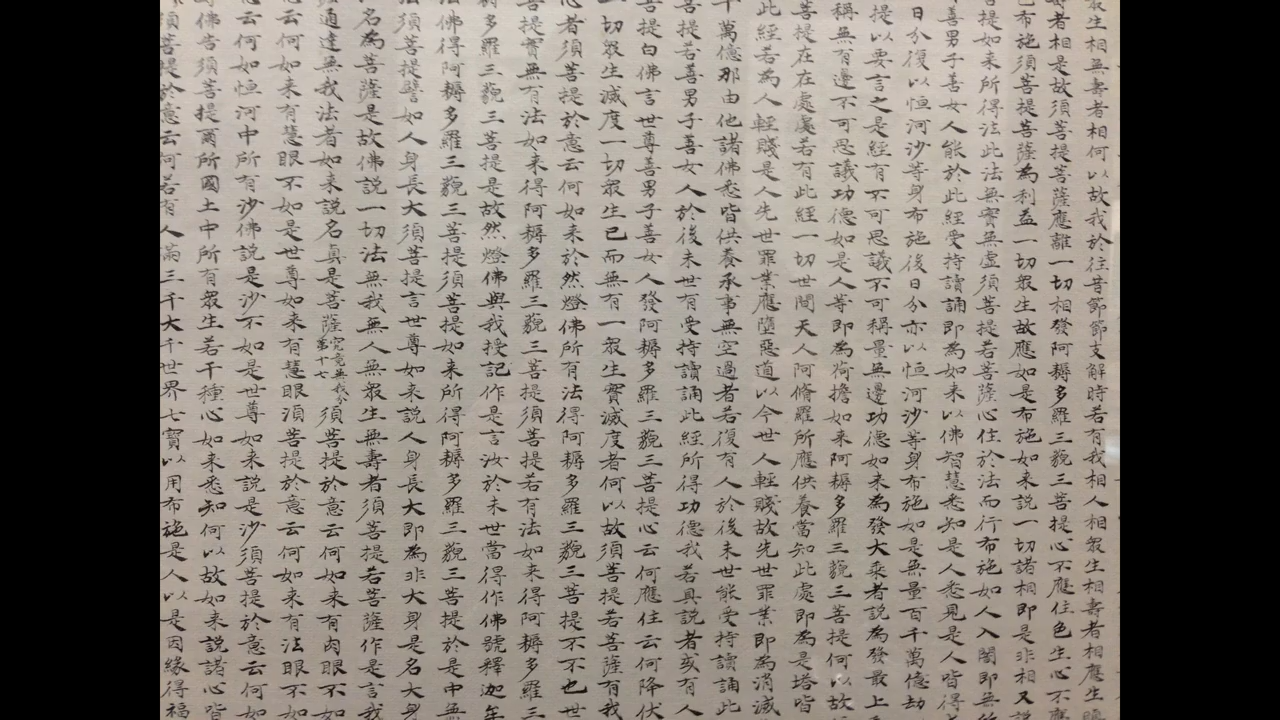 衆生相無壽者相何以故我於往昔節節支解時若有我相人相衆生相壽者相應生瞋
者相是故須菩提菩薩應離一切相發阿耨多羅三藐三菩提心不應住色生心不應
布施須菩提菩薩為利益一切衆生故應如是布施如來說一切諸相即是非相又說
菩提如來所得法此法無實無虛須菩提若菩薩心住於法而行布施如人入闇即無所
善男子善女人能於此經受持讀誦即為如來以佛智慧悉知是人悉見是人皆得
日分復以恒河沙等身布施後日分亦以恒河沙等身布施如是無量百千萬億劫
提以要言之是經有不可思議不可稱量無邊功德如來為發大乘者說為發最上
稱無有邊不可思議功德如是人等即為荷擔如來阿耨多羅三藐三菩提何以故
菩提在在處處若有此經一切世間天人阿脩羅所應供養當知此處即為是塔皆
此經若為人輕賤是人先世罪業應墮惡道以今世人輕賤故先世罪業即為消滅
千萬億那由他諸佛悉皆供養承事無空過者若復有人於後末世能受持讀誦此
菩提若善男子善女人於後末世有受持讀誦此經所得功德我若具說者或有人
菩提白佛言世尊善男子善女人發阿耨多羅三藐三菩提心云何應住云何降伏
一切衆生滅度一切衆生已而無有一衆生實滅度者何以故須菩提若菩薩有我
心者須菩提於意云何如來於然燈佛所有法得阿耨多羅三藐三菩提不不也世
菩提實無有法如來得阿耨多羅三藐三菩提須菩提若有法如來得阿耨多羅三
佛得阿耨多羅三藐三菩提是故然燈佛與我授記作是言汝於未世當得作佛號釋迦牟
法佛得阿耨多羅三藐三菩提須菩提如來所得阿耨多羅三藐三菩提於是中無
須菩提譬如人身長大須菩提言世尊如來說人身長大即為非大身是名大身
名為菩薩是故佛說一切法無我無人無衆生無壽者須菩提若菩薩作是言我
通達無我法者如來說名真是菩薩究竟無我分第十七須菩提於意云何如來有肉眼不如
云何如來有慧眼不如是世尊如來有慧眼須菩提於意云何如來有法眼不如
云何如恒河中所有沙佛說是沙不如是世尊如來說是沙須菩提於意云何如
佛告須菩提爾所國土中所有衆生若干種心如來悉知何以故如來說諸心皆
須菩提於意云何若有人滿三千大千世界七寶以用布施是人以是因緣得福